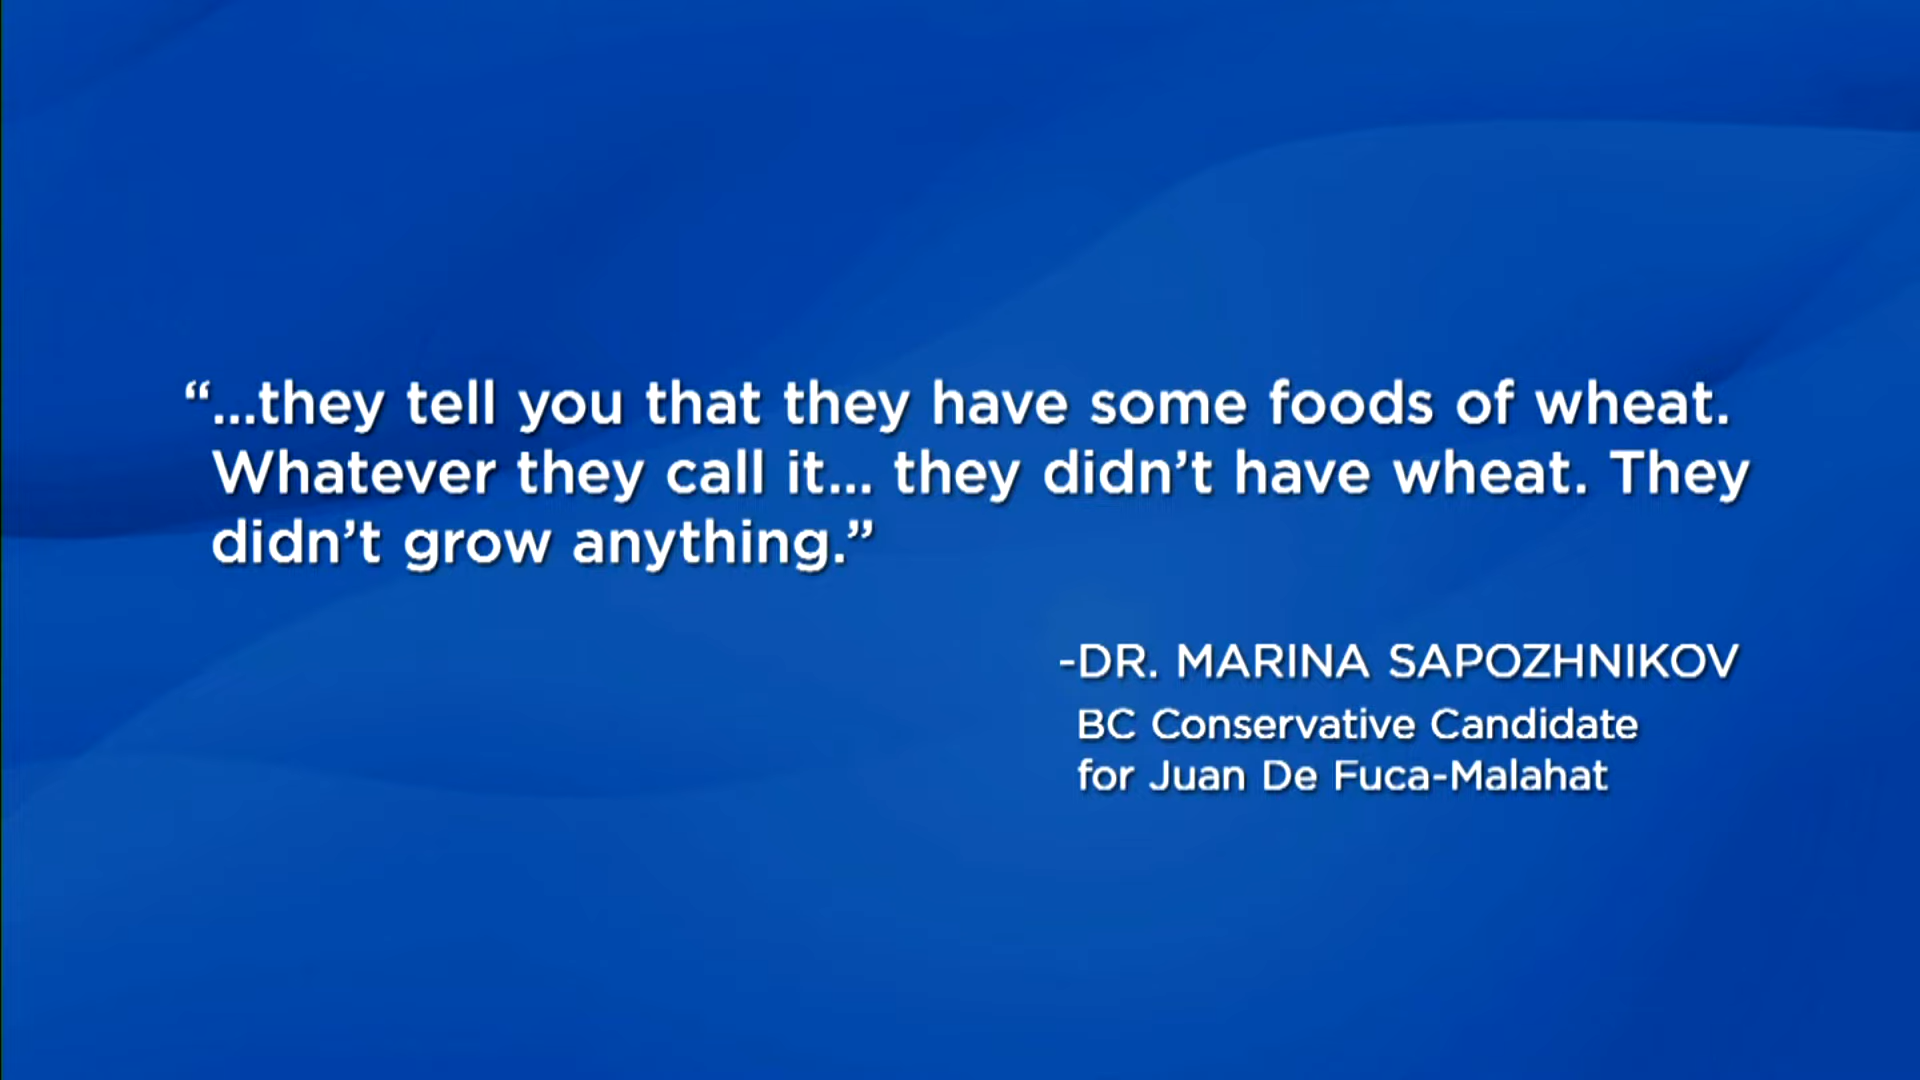 “...they tell you that they have some foods of wheat.
Whatever they call it... they didn’t have wheat. They
didn’t grow anything.”
-DR. MARINA SAPOZHNIKOV
BC Conservative Candidate
for Juan De Fuca-Malahat